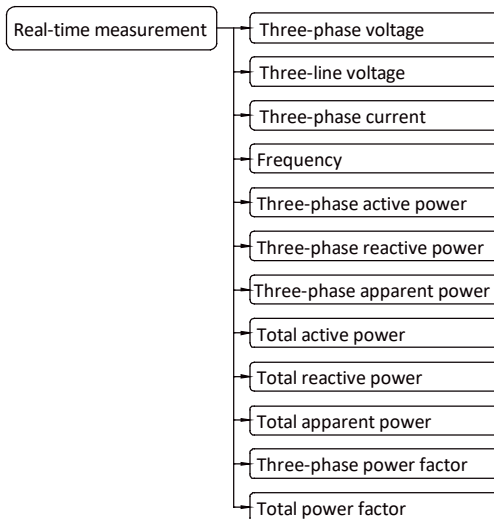 Real-time measurement
Three-phase voltage
Three-line voltage
Three-phase current
Frequency
Three-phase active power
Three-phase reactive power
Three-phase apparent power
Total active power
Total reactive power
Total apparent power
Three-phase power factor
Total power factor